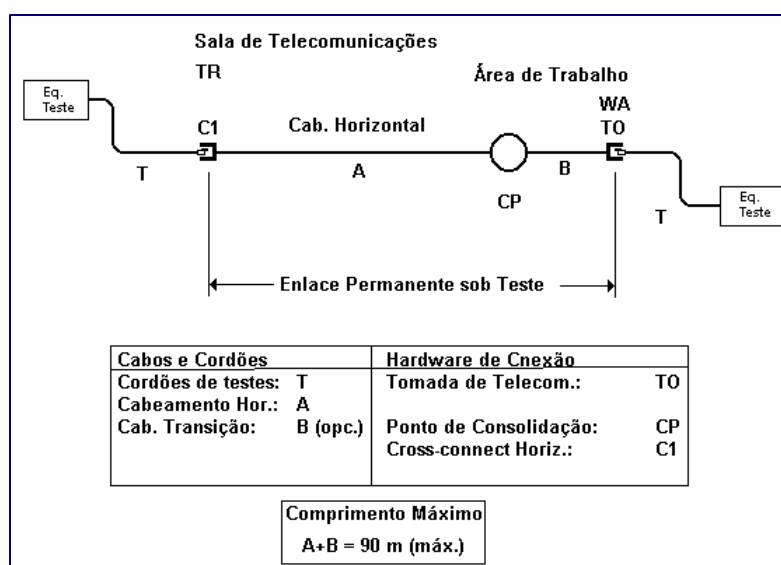 Sala de Telecomunicações
TR
Área de Trabalho
WA
TO
Eq.
Teste
C1
Cab. Horizontal
T
A
B
CP
T
Eq.
Teste
Enlace Permanente sob Teste
Cabos e Cordões
Hardware de Cnexão
Cordões de testes: T
Tomada de Telecom.: TO
Cabeamento Hor.: A
Cab. Transição: B (opc.)
Ponto de Consolidação: CP
Cross-connect Horiz.: C1
Comprimento Máximo
A+B = 90 m (máx.)